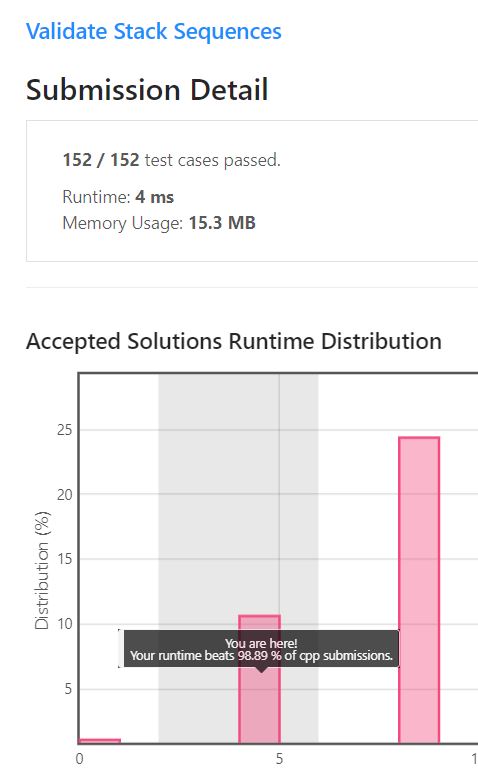 Validate Stack Sequences
Submission Detail
152 / 152 test cases passed.
Runtime: 4 ms
Memory Usage: 15.3 MB
Accepted Solutions Runtime Distribution
Distribution (%)
25
20
15
10
5
You are here!
Your runtime beats 98.89 % of cpp submissions.
0 5 1